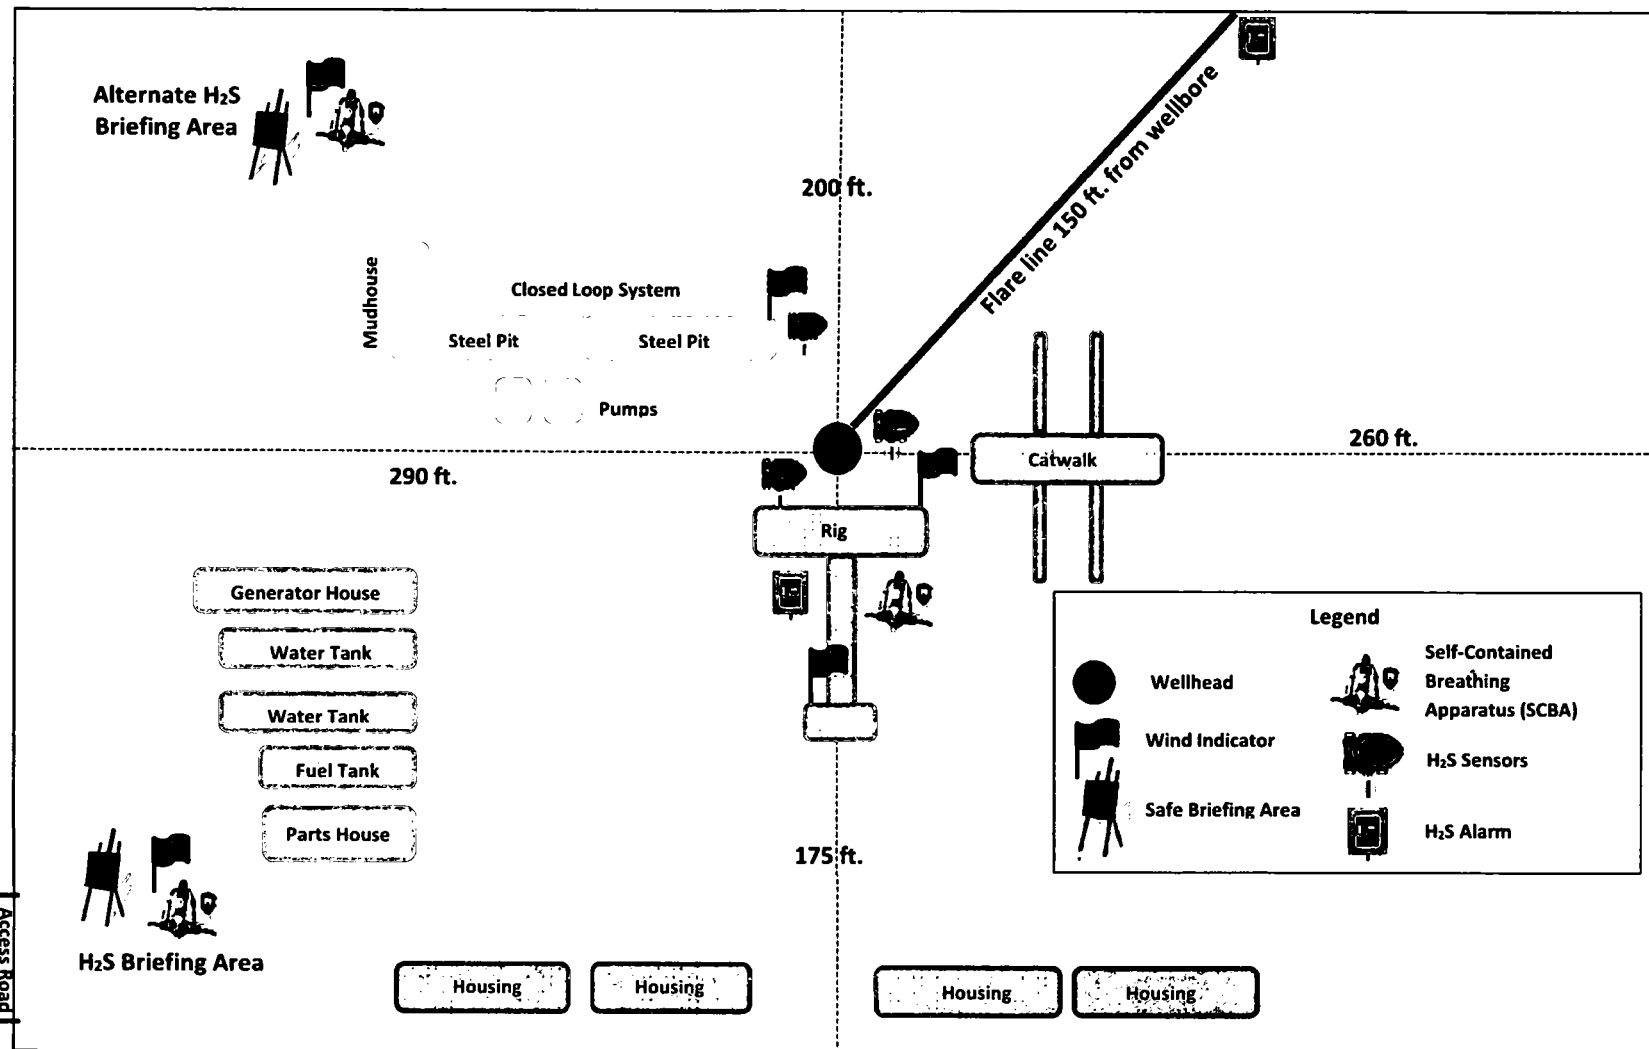 Alternate H₂S
Briefing Area
200 ft.
Flare line 150 ft. from wellbore
Mudhouse
Closed Loop System
Steel Pit
Steel Pit
Pumps
290 ft.
260 ft.
Catwalk
Rig
Generator House
Water Tank
Water Tank
Fuel Tank
Parts House
175 ft.
Access Road
H₂S Briefing Area
Housing
Housing
Housing
Housing
Legend
Wellhead
Wind Indicator
Safe Briefing Area
Self-Contained
Breathing
Apparatus (SCBA)
H₂S Sensors
H₂S Alarm